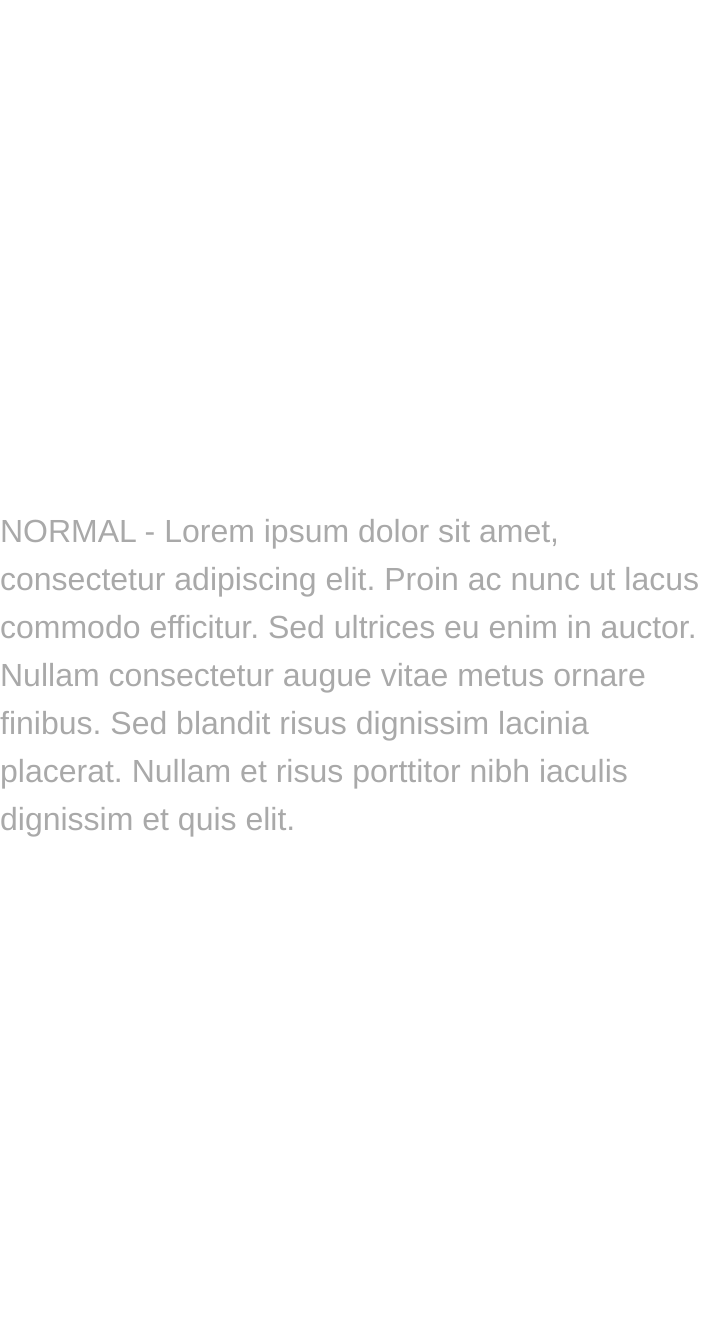 NORMAL - Lorem ipsum dolor sit amet,
consectetur adipiscing elit. Proin ac nunc ut lacus
commodo efficitur. Sed ultrices eu enim in auctor.
Nullam consectetur augue vitae metus ornare
finibus. Sed blandit risus dignissim lacinia
placerat. Nullam et risus porttitor nibh iaculis
dignissim et quis elit.